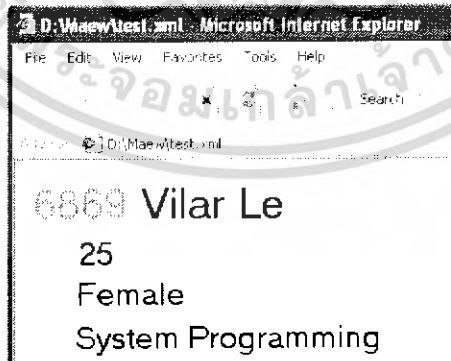 D:\Maew\test.xml - Microsoft Internet Explorer
File Edit View Favorites Tools Help
Search
D:\Maew\test.xml
6869 Vilar Le
25
Female
System Programming